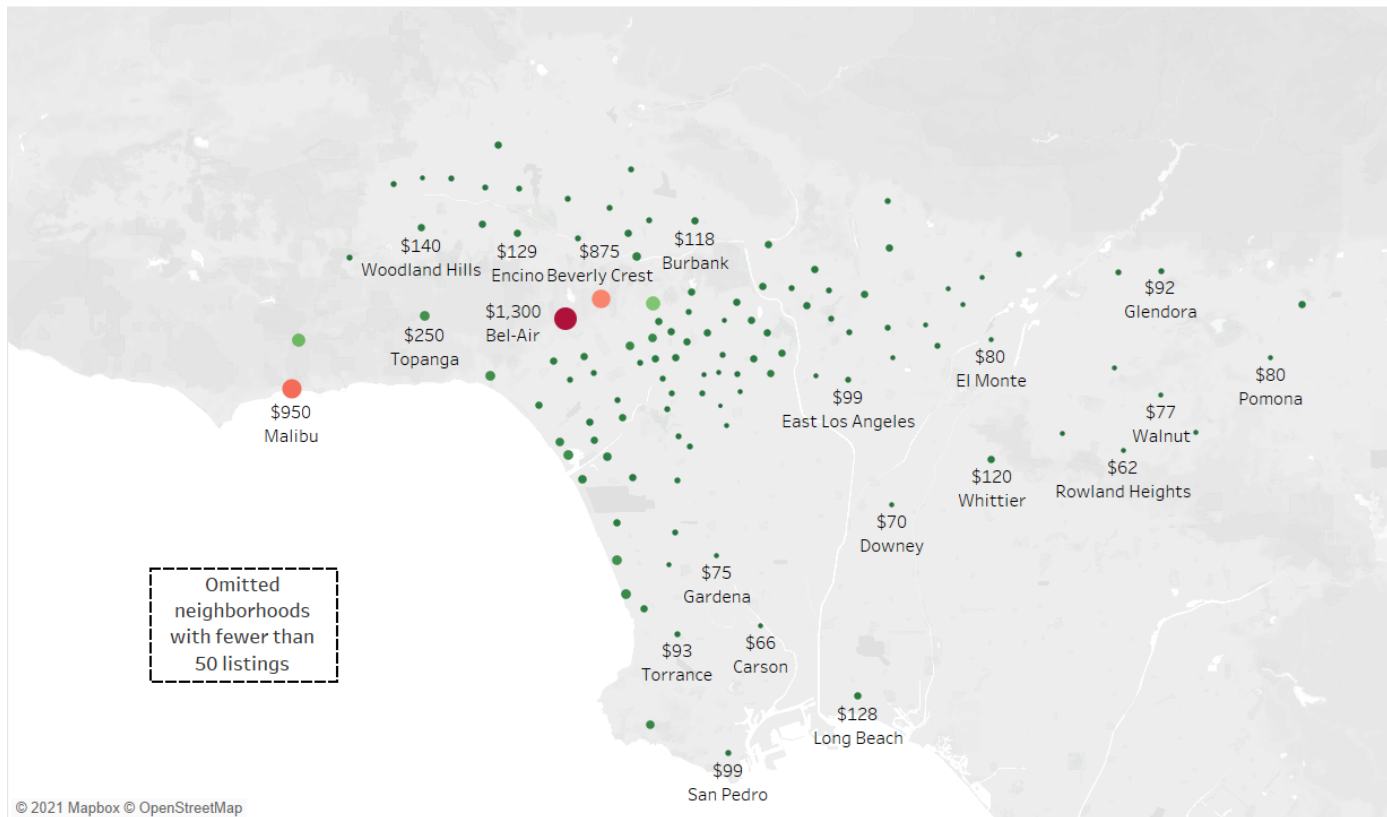 $140
Woodland Hills
$129
Encino
$875
Beverly Crest
$118
Burbank
$1,300
Bel-Air
$250
Topanga
$950
Malibu
$92
Glendora
$80
El Monte
$80
Pomona
$99
East Los Angeles
$77
Walnut
$62
Rowland Heights
$120
Whittier
$70
Downey
$75
Gardena
$66
Carson
$93
Torrance
$128
Long Beach
$99
San Pedro
Omitted
neighborhoods
with fewer than
50 listings
© 2021 Mapbox © OpenStreetMap